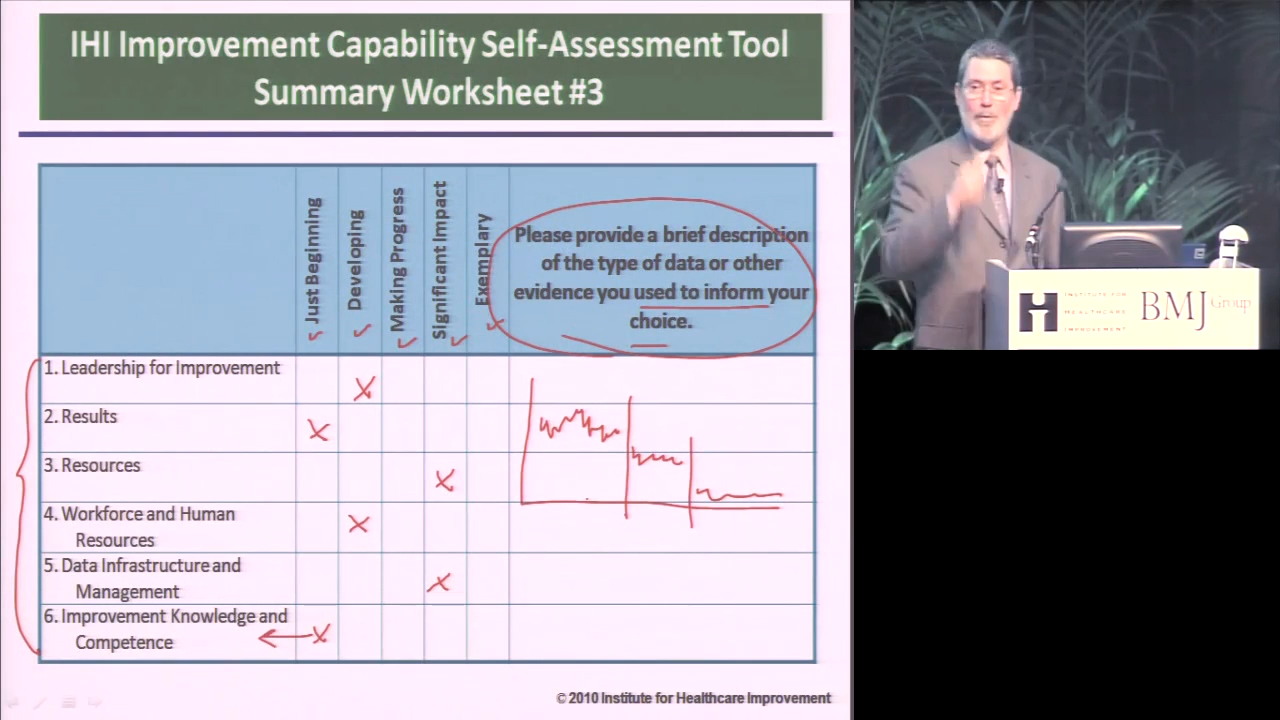 IHI Improvement Capability Self-Assessment Tool
Summary Worksheet #3
Just Beginning
Developing
Making Progress
Significant Impact
Exemplary
Please provide a brief description
of the type of data or other
evidence you used to inform your
choice.
1. Leadership for Improvement
2. Results
3. Resources
4. Workforce and Human
Resources
5. Data Infrastructure and
Management
6. Improvement Knowledge and
Competence
© 2010 Institute for Healthcare Improvement
INSTITUTE FOR
HEALTHCARE
IMPROVEMENT
BMJ Group